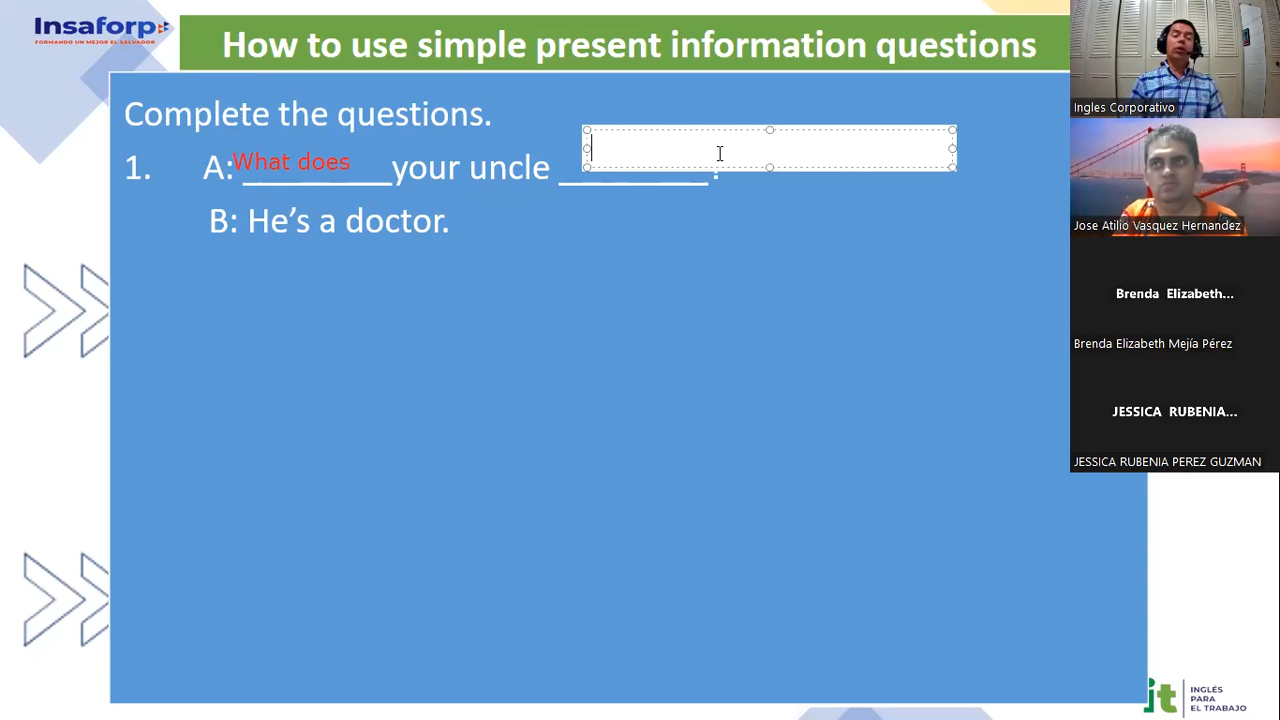 Insaforp
FORMANDO UN MEJOR EL SALVADOR
How to use simple present information questions
Complete the questions.
1. A: What does your uncle ________?
B: He’s a doctor.
Ingles Corporativo
Jose Atilio Vasquez Hernandez
Brenda Elizabeth...
Brenda Elizabeth Mejía Pérez
JESSICA RUBENIA...
JESSICA RUBENIA PEREZ GUZMAN
it
INGLÉS
PARA
EL TRABAJO